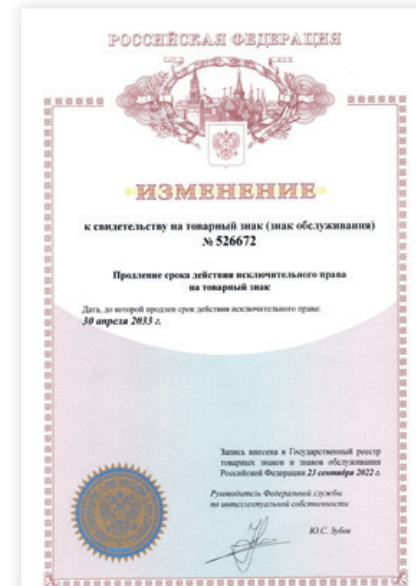 РОССИЙСКАЯ ФЕДЕРАЦИЯ
ИЗМЕНЕНИЕ
к свидетельству на товарный знак (знак обслуживания)
№ 526672
Продление срока действия исключительного права
на товарный знак
Дата, до которой продлен срок действия исключительного права:
30 апреля 2033 г.
Запись внесена в Государственный реестр
товарных знаков и знаков обслуживания
Российской Федерации 23 сентября 2022 г.
Руководитель Федеральной службы
по интеллектуальной собственности
Ю.С. Зубов